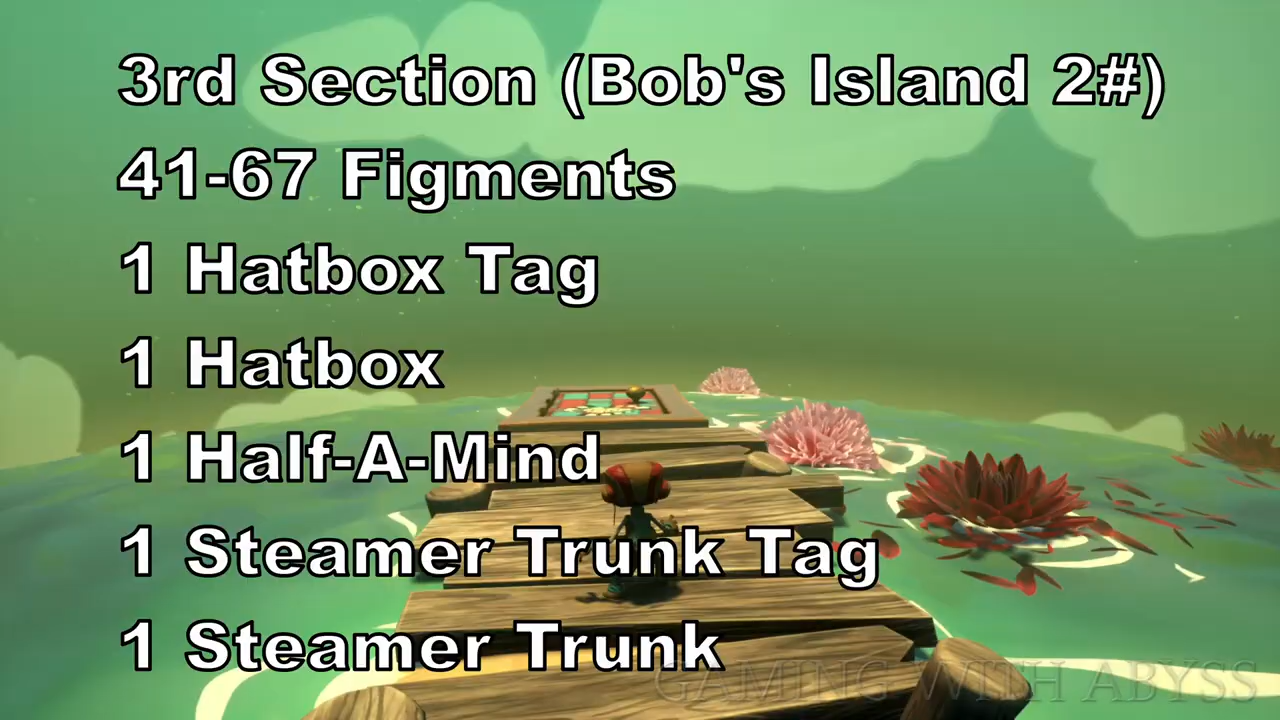 3rd Section (Bob's Island 2#)
41-67 Figments
1 Hatbox Tag
1 Hatbox
1 Half-A-Mind
1 Steamer Trunk Tag
1 Steamer Trunk
GAMING WITH ABYSS